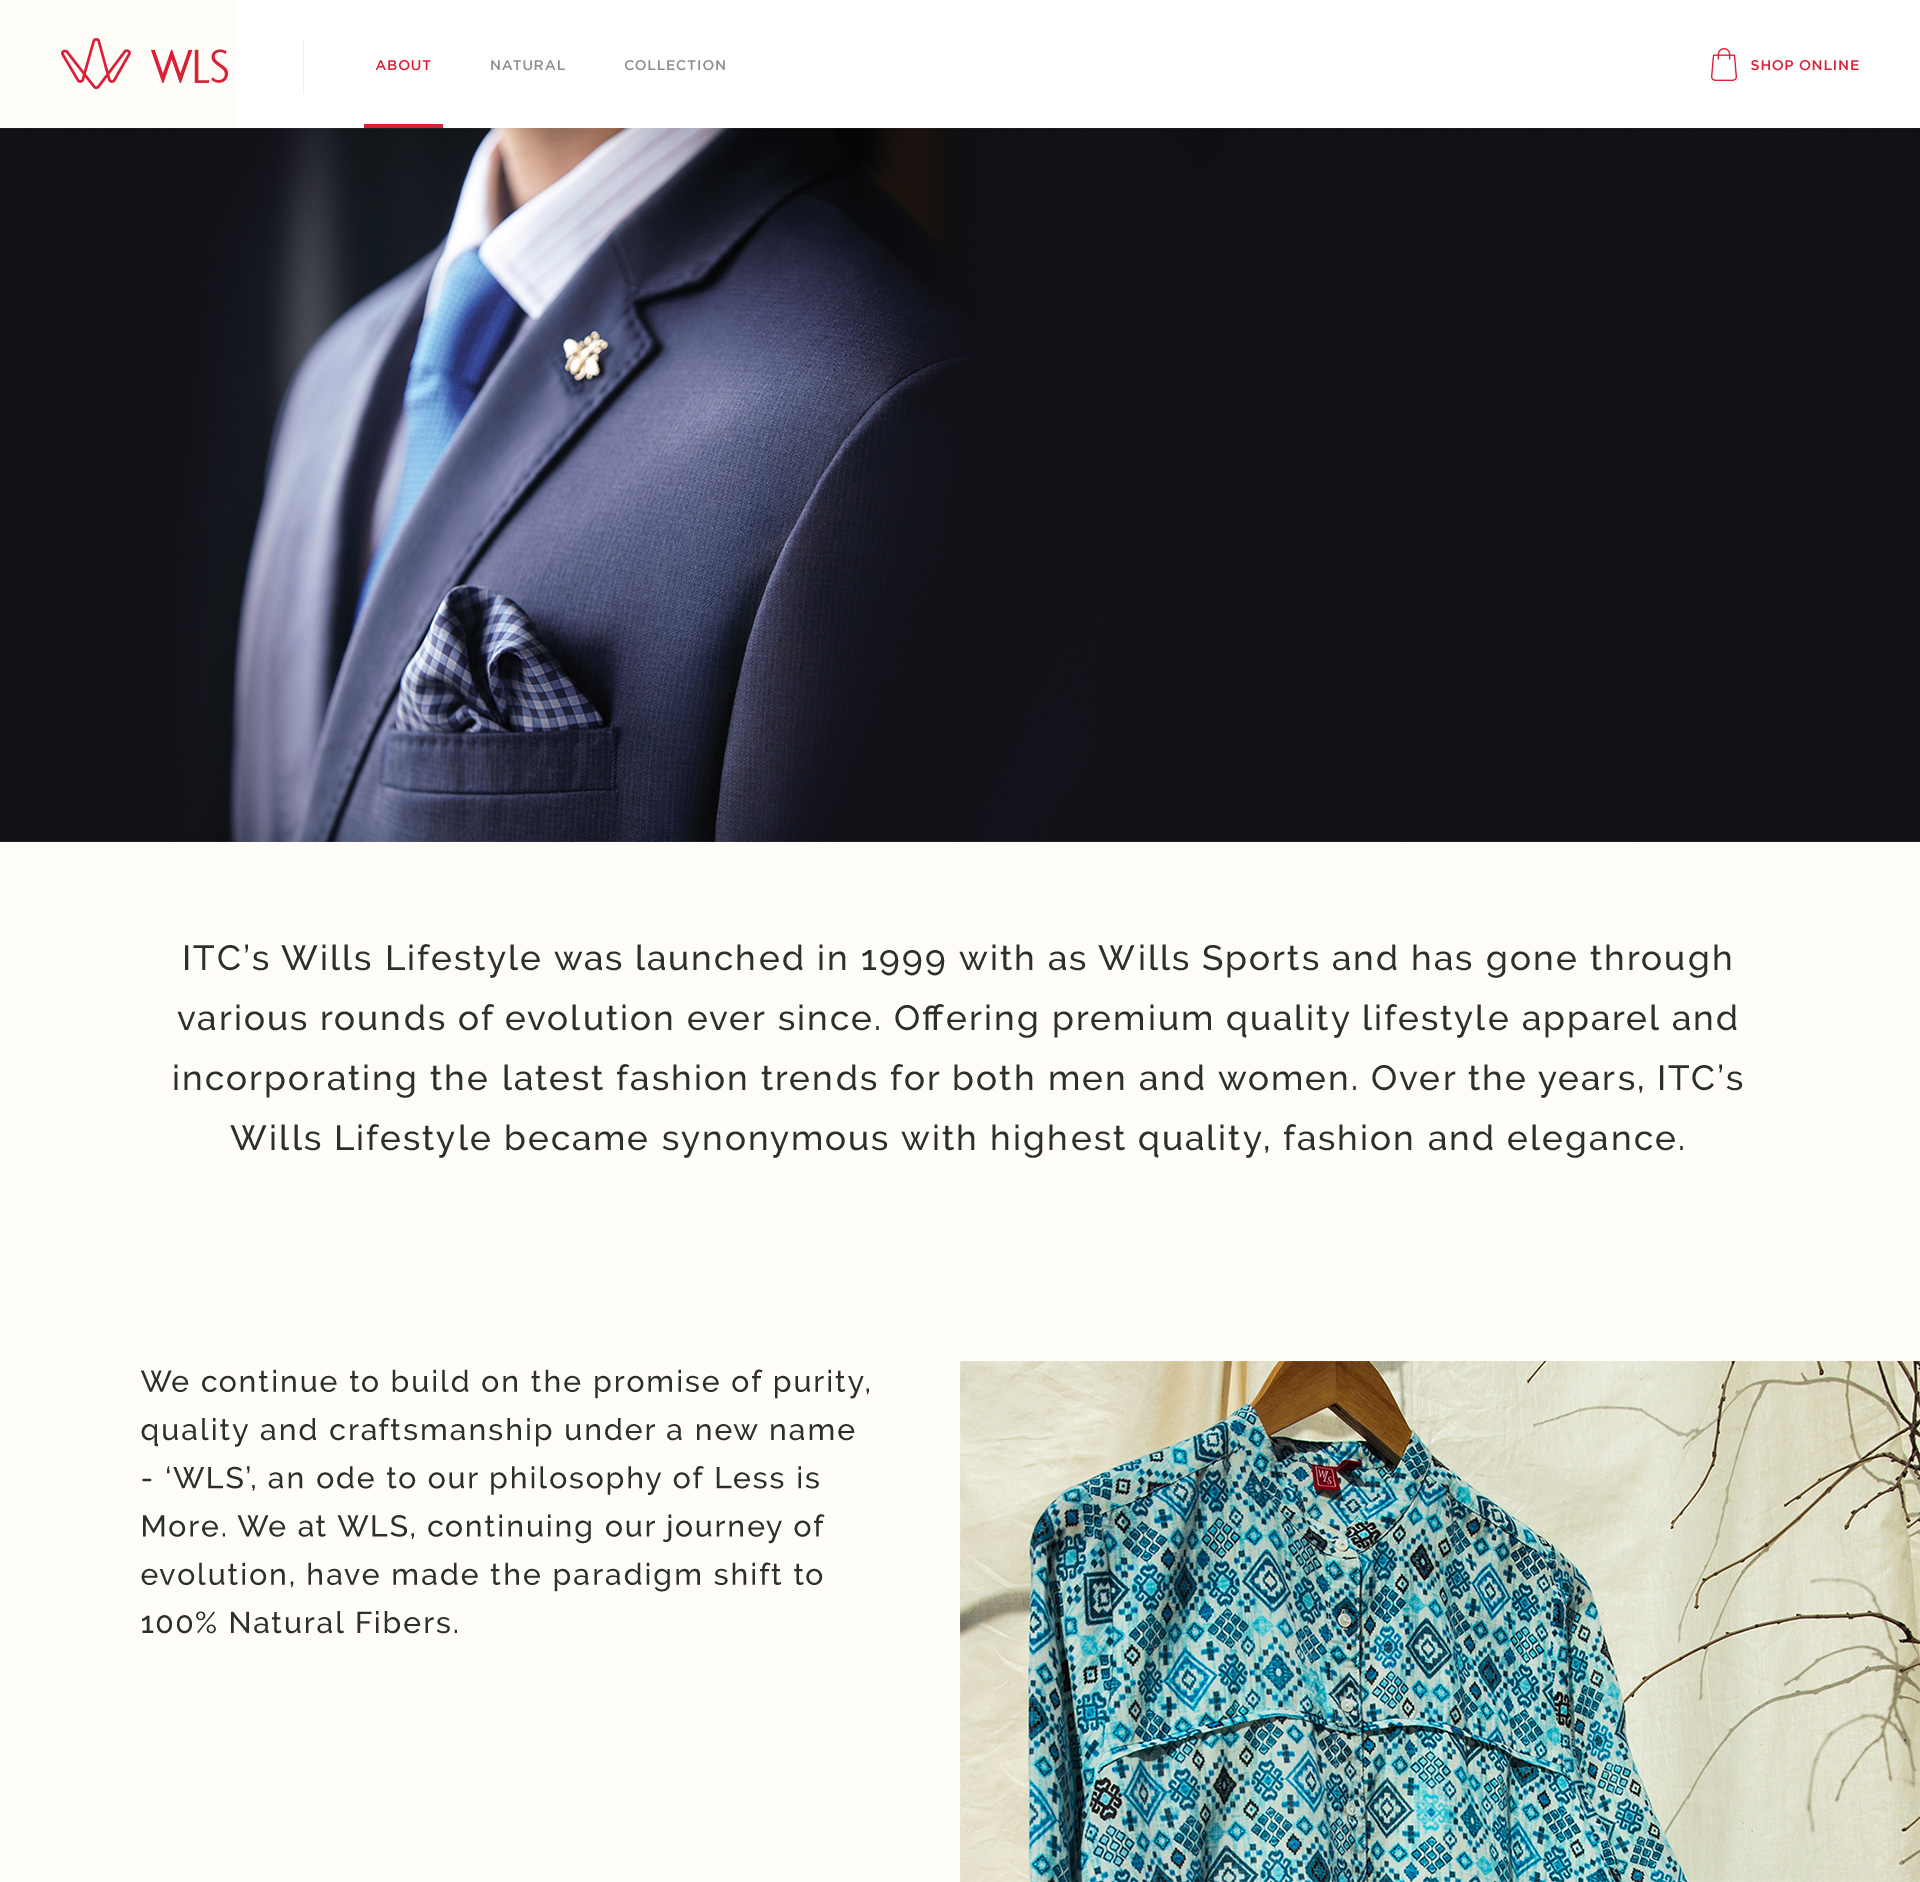 WLS
ABOUT
NATURAL
COLLECTION
SHOP ONLINE
ITC’s Wills Lifestyle was launched in 1999 with as Wills Sports and has gone through
various rounds of evolution ever since. Offering premium quality lifestyle apparel and
incorporating the latest fashion trends for both men and women. Over the years, ITC’s
Wills Lifestyle became synonymous with highest quality, fashion and elegance.
We continue to build on the promise of purity,
quality and craftsmanship under a new name
- ‘WLS’, an ode to our philosophy of Less is
More. We at WLS, continuing our journey of
evolution, have made the paradigm shift to
100% Natural Fibers.
WLS